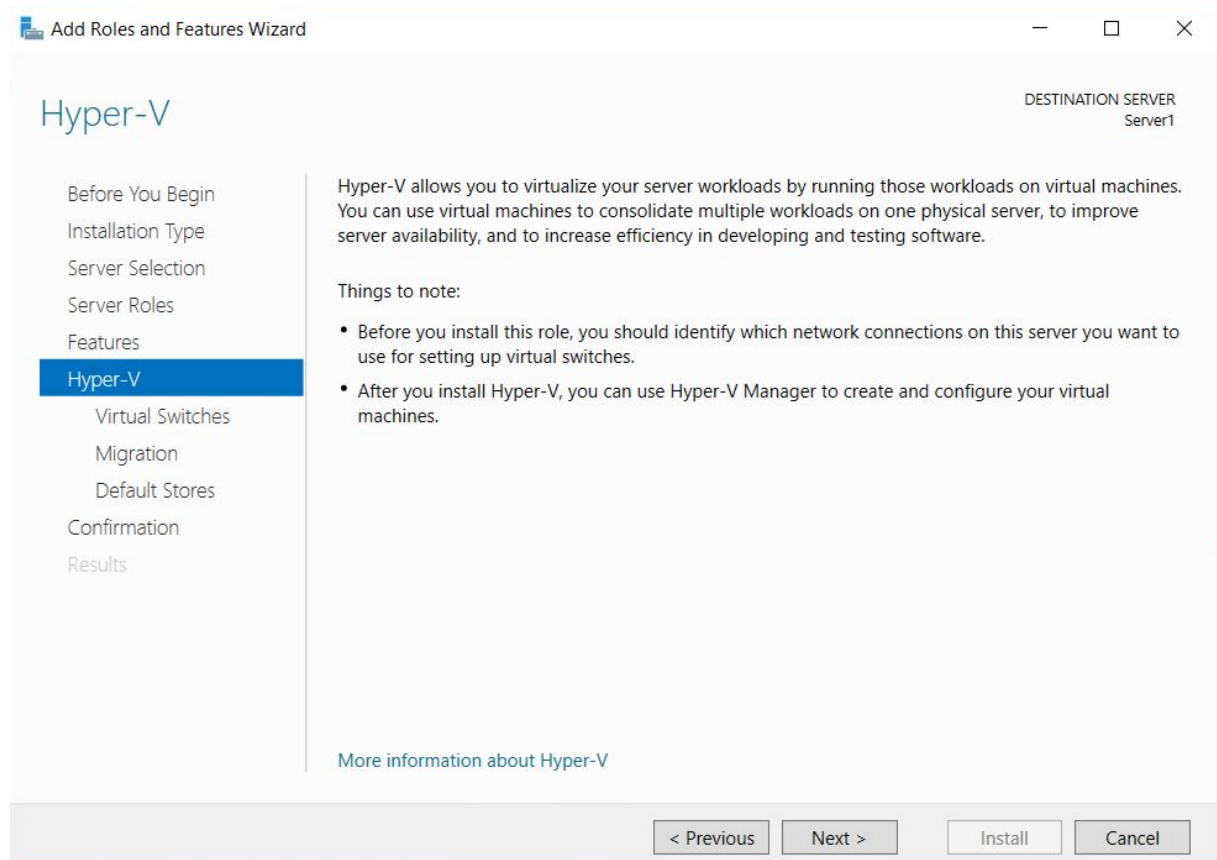 Add Roles and Features Wizard
Hyper-V
DESTINATION SERVER
Server1
Before You Begin
Installation Type
Server Selection
Server Roles
Features
Hyper-V
Virtual Switches
Migration
Default Stores
Confirmation
Results
Hyper-V allows you to virtualize your server workloads by running those workloads on virtual machines.
You can use virtual machines to consolidate multiple workloads on one physical server, to improve
server availability, and to increase efficiency in developing and testing software.
Things to note:
• Before you install this role, you should identify which network connections on this server you want to
use for setting up virtual switches.
• After you install Hyper-V, you can use Hyper-V Manager to create and configure your virtual
machines.
More information about Hyper-V
< Previous
Next >
Install
Cancel